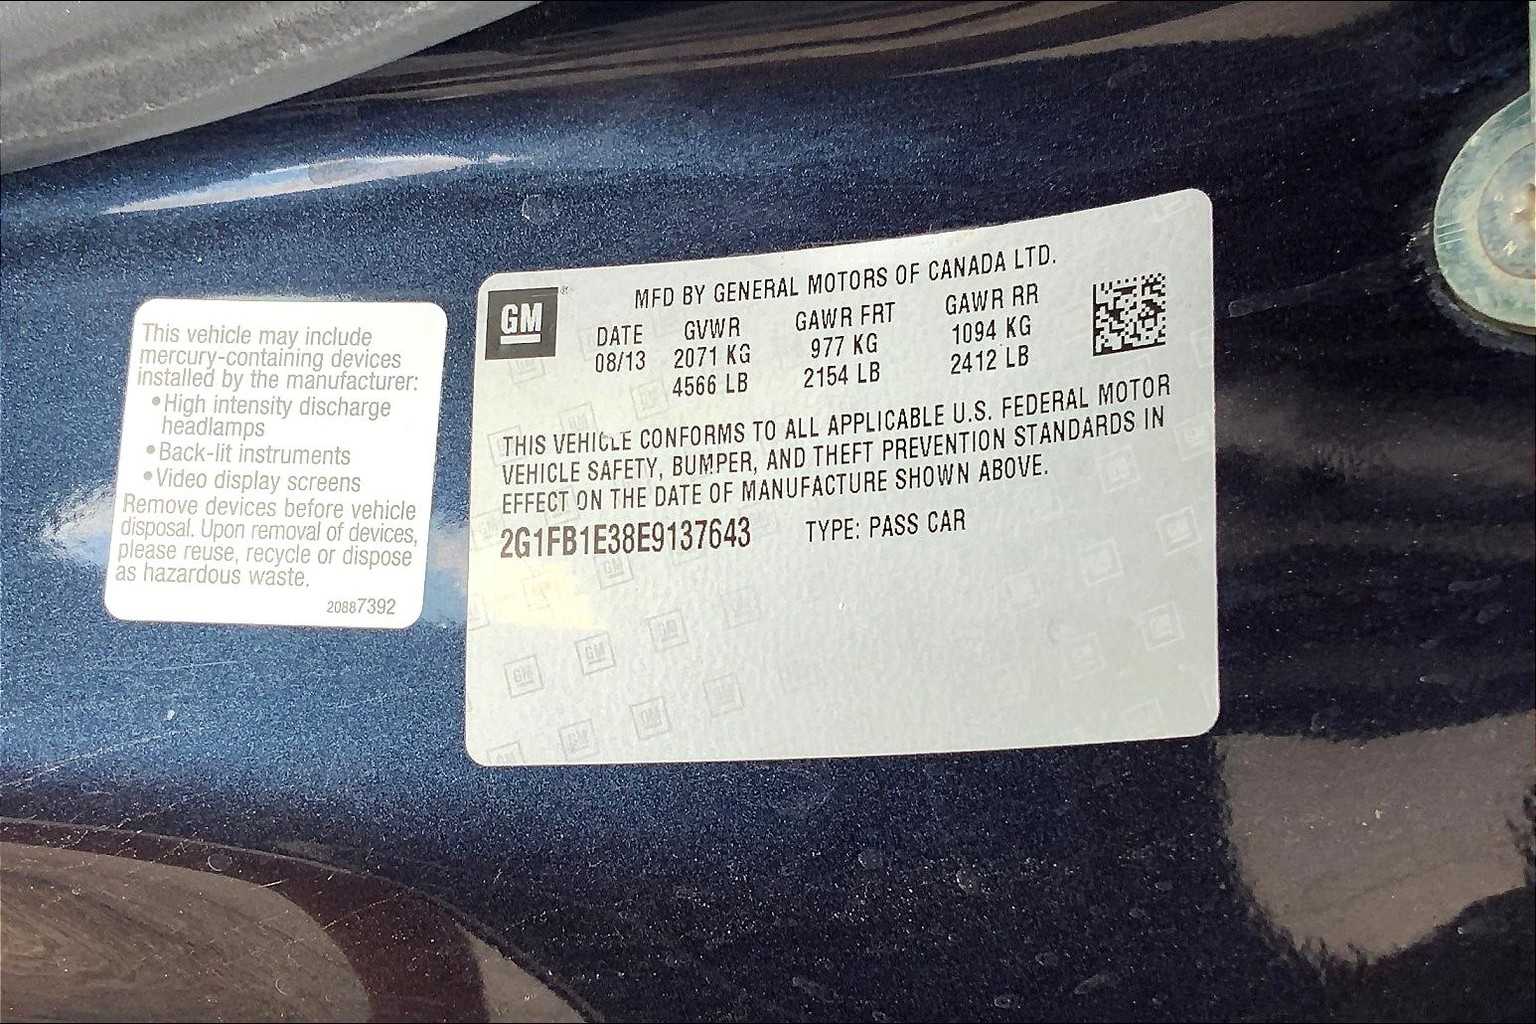 This vehicle may include
mercury-containing devices
installed by the manufacturer:
•High intensity discharge
headlamps
•Back-lit instruments
•Video display screens
Remove devices before vehicle
disposal. Upon removal of devices,
please reuse, recycle or dispose
as hazardous waste.
20887392
GM®
MFD BY GENERAL MOTORS OF CANADA LTD.
DATE GVWR GAWR FRT GAWR RR
08/13 2071 KG 977 KG 1094 KG
4566 LB 2154 LB 2412 LB
THIS VEHICLE CONFORMS TO ALL APPLICABLE U.S. FEDERAL MOTOR
VEHICLE SAFETY, BUMPER, AND THEFT PREVENTION STANDARDS IN
EFFECT ON THE DATE OF MANUFACTURE SHOWN ABOVE.
2G1FB1E38E9137643 TYPE: PASS CAR